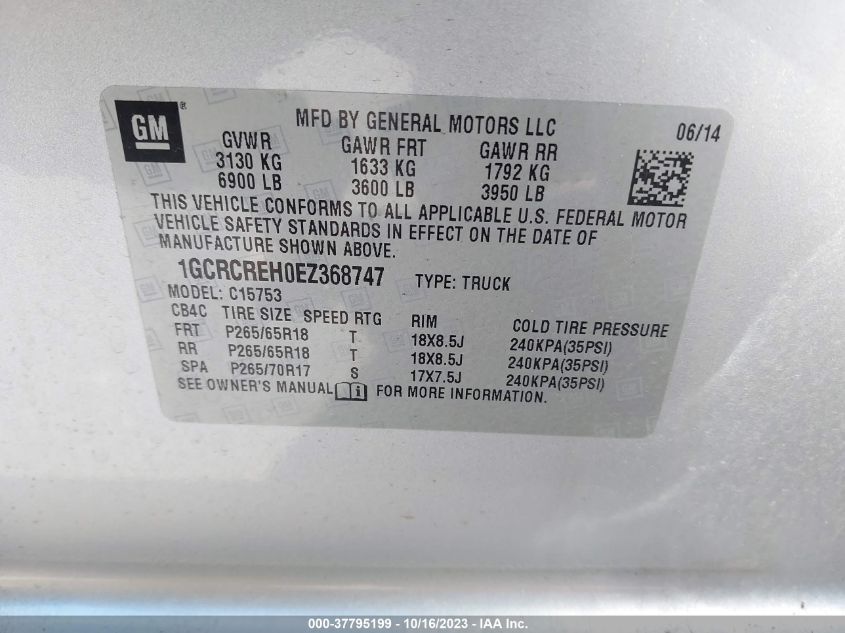 GM ®
MFD BY GENERAL MOTORS LLC 06/14
GVWR GAWR FRT GAWR RR
3130 KG 1633 KG 1792 KG
6900 LB 3600 LB 3950 LB
THIS VEHICLE CONFORMS TO ALL APPLICABLE U.S. FEDERAL MOTOR
VEHICLE SAFETY STANDARDS IN EFFECT ON THE DATE OF
MANUFACTURE SHOWN ABOVE.
1GCRCREH0EZ368747 TYPE: TRUCK
MODEL: C15753
CB4C TIRE SIZE SPEED RTG RIM COLD TIRE PRESSURE
FRT P265/65R18 T 18X8.5J 240KPA(35PSI)
RR P265/65R18 T 18X8.5J 240KPA(35PSI)
SPA P265/70R17 S 17X7.5J 240KPA(35PSI)
SEE OWNER'S MANUAL i FOR MORE INFORMATION.
000-37795199 - 10/16/2023 - IAA Inc.